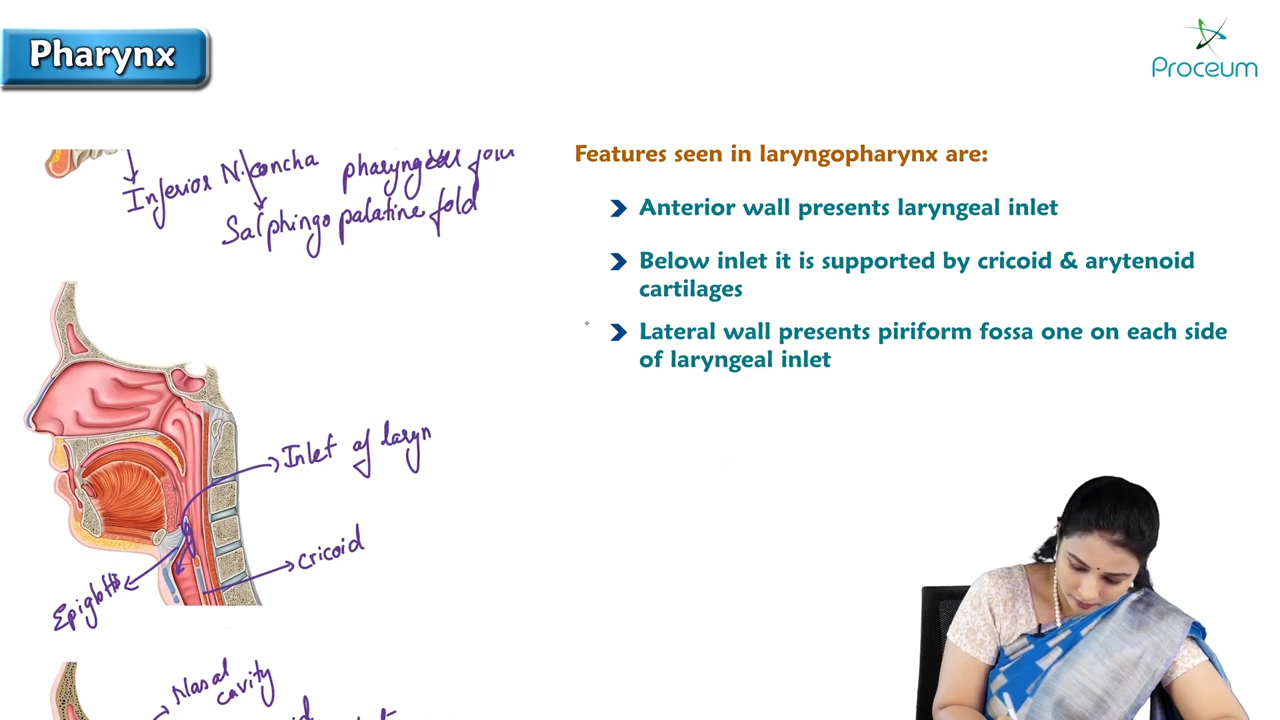 Pharynx
Proceum
Inferior N. concha
pharyngeal fold
Salphingo palatine fold
Features seen in laryngopharynx are:
Anterior wall presents laryngeal inlet
Below inlet it is supported by cricoid & arytenoid
cartilages
Lateral wall presents piriform fossa one on each side
of laryngeal inlet
Inlet of laryn
cricoid
Epiglottis
Nasal
cavity